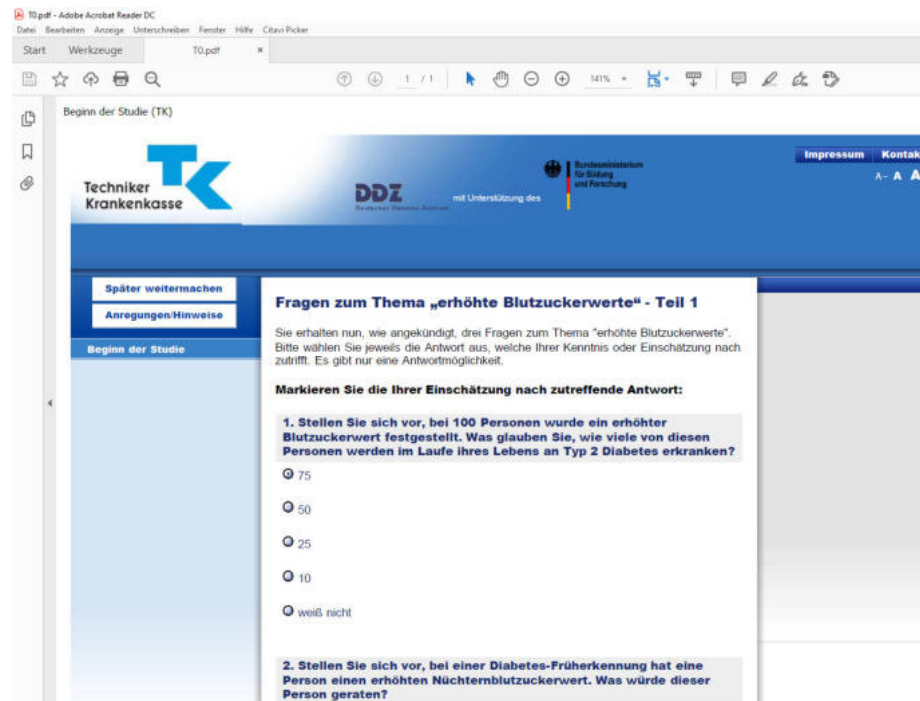 T0.pdf - Adobe Acrobat Reader DC
Datei Bearbeiten Anzeige Unterschreiben Fenster Hilfe Citavi Picker
Start Werkzeuge T0.pdf ×
1 / 1 141%
Beginn der Studie (TK)
Impressum Kontak
A- A A
Techniker
Krankenkasse
TK
DDZ
Deutsches Diabetes-Zentrum
mit Unterstützung des
Bundesministerium
für Bildung
und Forschung
Später weitermachen
Anregungen/Hinweise
Beginn der Studie
Fragen zum Thema „erhöhte Blutzuckerwerte“ - Teil 1
Sie erhalten nun, wie angekündigt, drei Fragen zum Thema "erhöhte Blutzuckerwerte".
Bitte wählen Sie jeweils die Antwort aus, welche Ihrer Kenntnis oder Einschätzung nach
zutrifft. Es gibt nur eine Antwortmöglichkeit.
Markieren Sie die Ihrer Einschätzung nach zutreffende Antwort:
1. Stellen Sie sich vor, bei 100 Personen wurde ein erhöhter
Blutzuckerwert festgestellt. Was glauben Sie, wie viele von diesen
Personen werden im Laufe ihres Lebens an Typ 2 Diabetes erkranken?
75
50
25
10
weiß nicht
2. Stellen Sie sich vor, bei einer Diabetes-Früherkennung hat eine
Person einen erhöhten Nüchternblutzuckerwert. Was würde dieser
Person geraten?